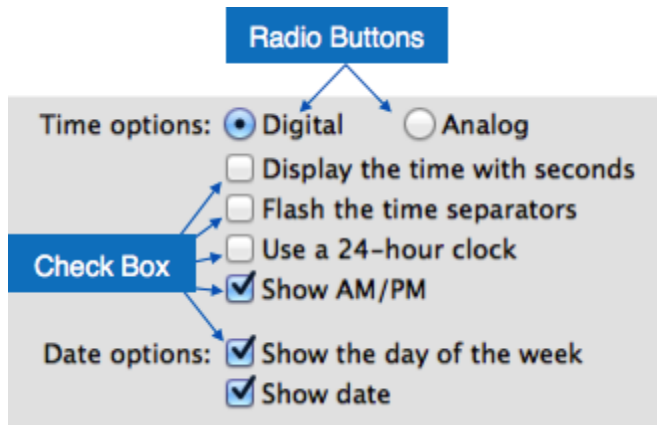 Radio Buttons
Time options: Digital Analog
Display the time with seconds
Flash the time separators
Use a 24-hour clock
Check Box
Show AM/PM
Date options: Show the day of the week
Show date